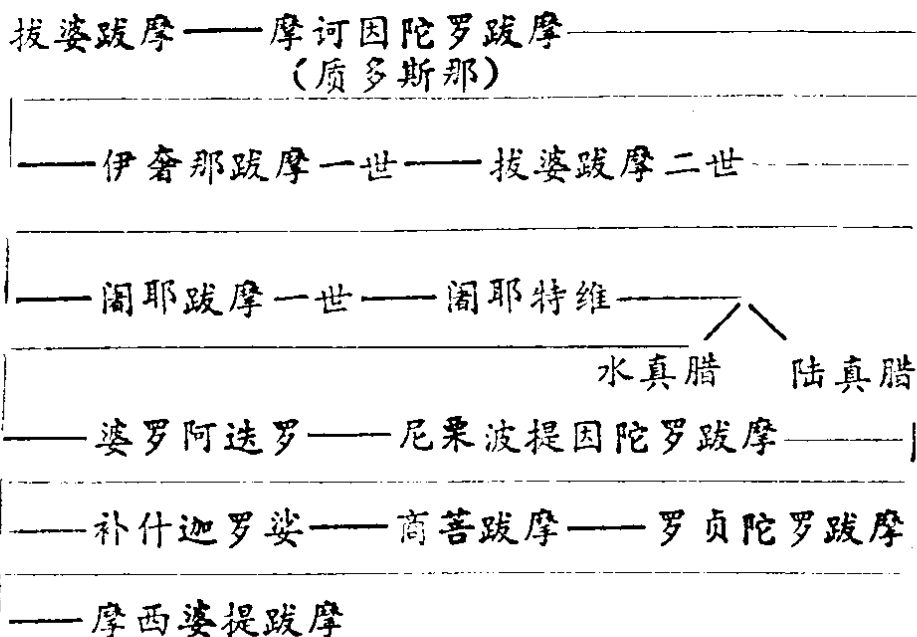 拔婆跋摩——摩诃因陀罗跋摩——
(质多斯那)
——伊奢那跋摩一世——拔婆跋摩二世
——阇耶跋摩一世——阇耶特维——
水真腊 陆真腊
——婆罗阿迭罗——尼栗波提因陀罗跋摩——
——补什迦罗娑——商菩跋摩——罗贞陀罗跋摩
——摩西婆提跋摩